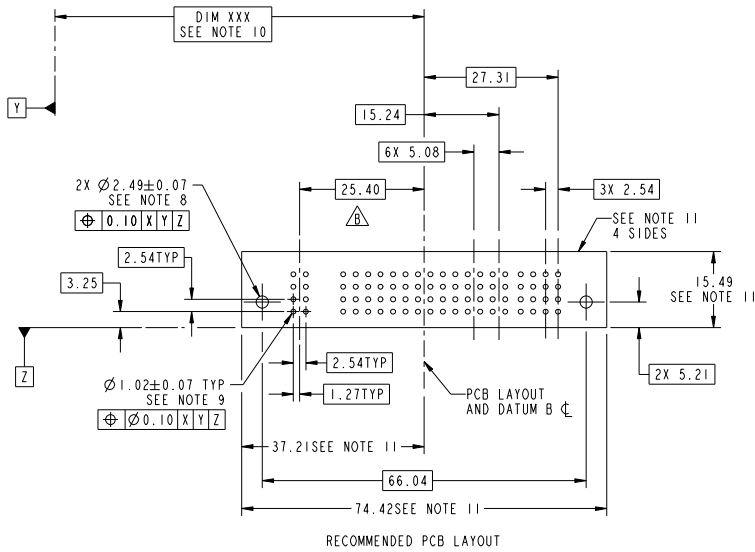 DIM XXX
SEE NOTE 10
27.31
Y
15.24
6X 5.08
2X Ø2.49±0.07
SEE NOTE 8
⌖ 0.10 X Y Z
25.40
3X 2.54
B
SEE NOTE 11
4 SIDES
2.54TYP
3.25
15.49
SEE NOTE 11
Z
2.54TYP
2X 5.21
Ø1.02±0.07 TYP
SEE NOTE 9
⌖ Ø0.10 X Y Z
1.27TYP
PCB LAYOUT
AND DATUM B ℄
37.21SEE NOTE 11
66.04
74.42SEE NOTE 11
RECOMMENDED PCB LAYOUT